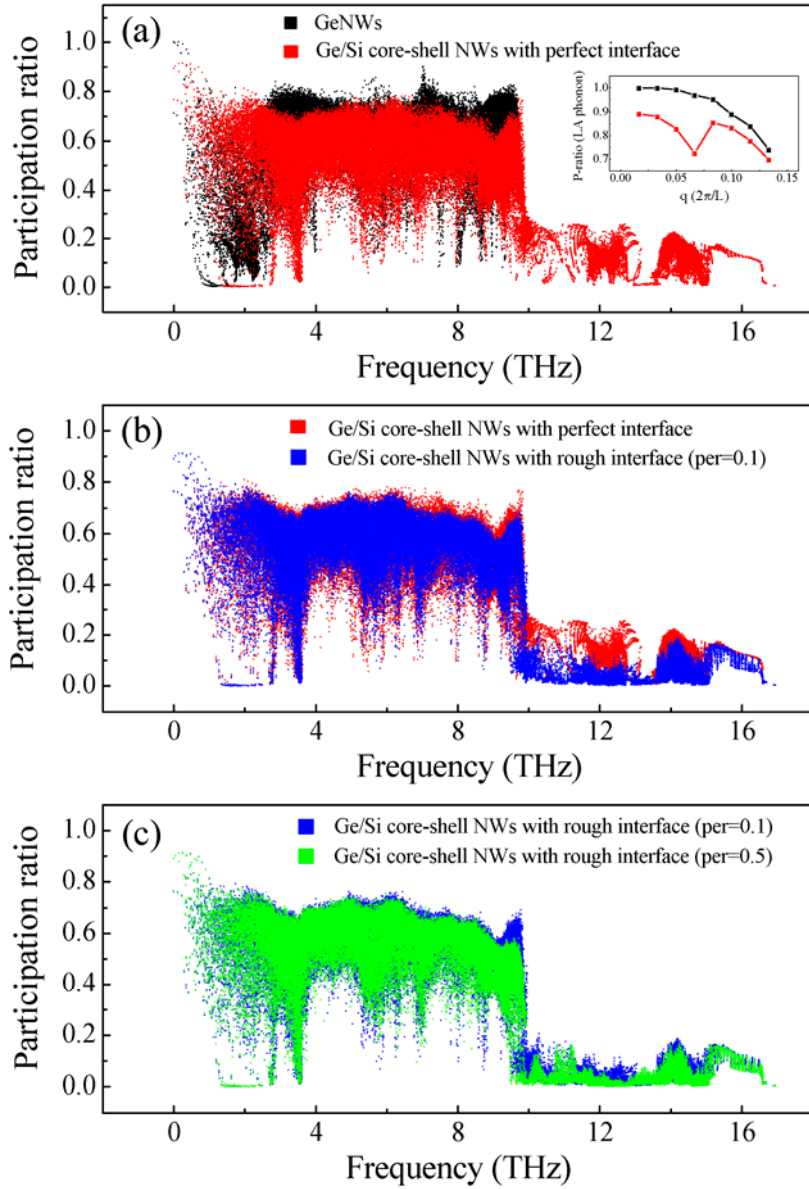 (a)
GeNWs
Ge/Si core-shell NWs with perfect interface
Participation ratio
1.0
0.8
0.6
0.4
0.2
0.0
P-ratio (LA phonon)
1.0
0.9
0.8
0.7
0.00 0.05 0.10 0.15
q (2π/L)
0 4 8 12 16
Frequency (THz)
(b)
Ge/Si core-shell NWs with perfect interface
Ge/Si core-shell NWs with rough interface (per=0.1)
Participation ratio
1.0
0.8
0.6
0.4
0.2
0.0
0 4 8 12 16
Frequency (THz)
(c)
Ge/Si core-shell NWs with rough interface (per=0.1)
Ge/Si core-shell NWs with rough interface (per=0.5)
Participation ratio
1.0
0.8
0.6
0.4
0.2
0.0
0 4 8 12 16
Frequency (THz)